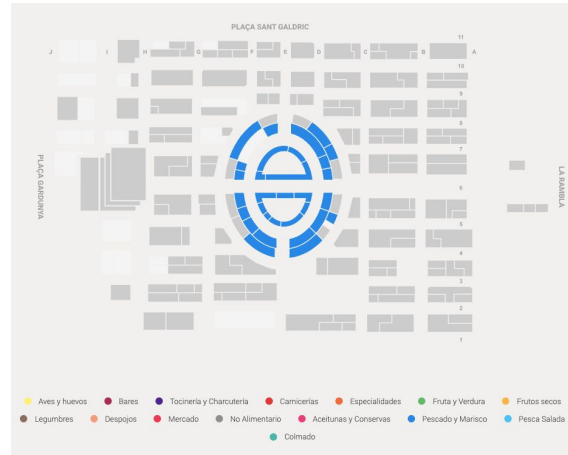 PLAÇA SANT GALDRIC
11
J I H G F E D C B A
10
9
8
7
PLAÇA GARDUNYA
LA RAMBLA
6
5
4
3
2
1
Aves y huevos Bares Tocinería y Charcutería Carnicerías Especialidades Fruta y Verdura Frutos secos
Legumbres Despojos Mercado No Alimentario Aceitunas y Conservas Pescado y Marisco Pesca Salada
Colmado